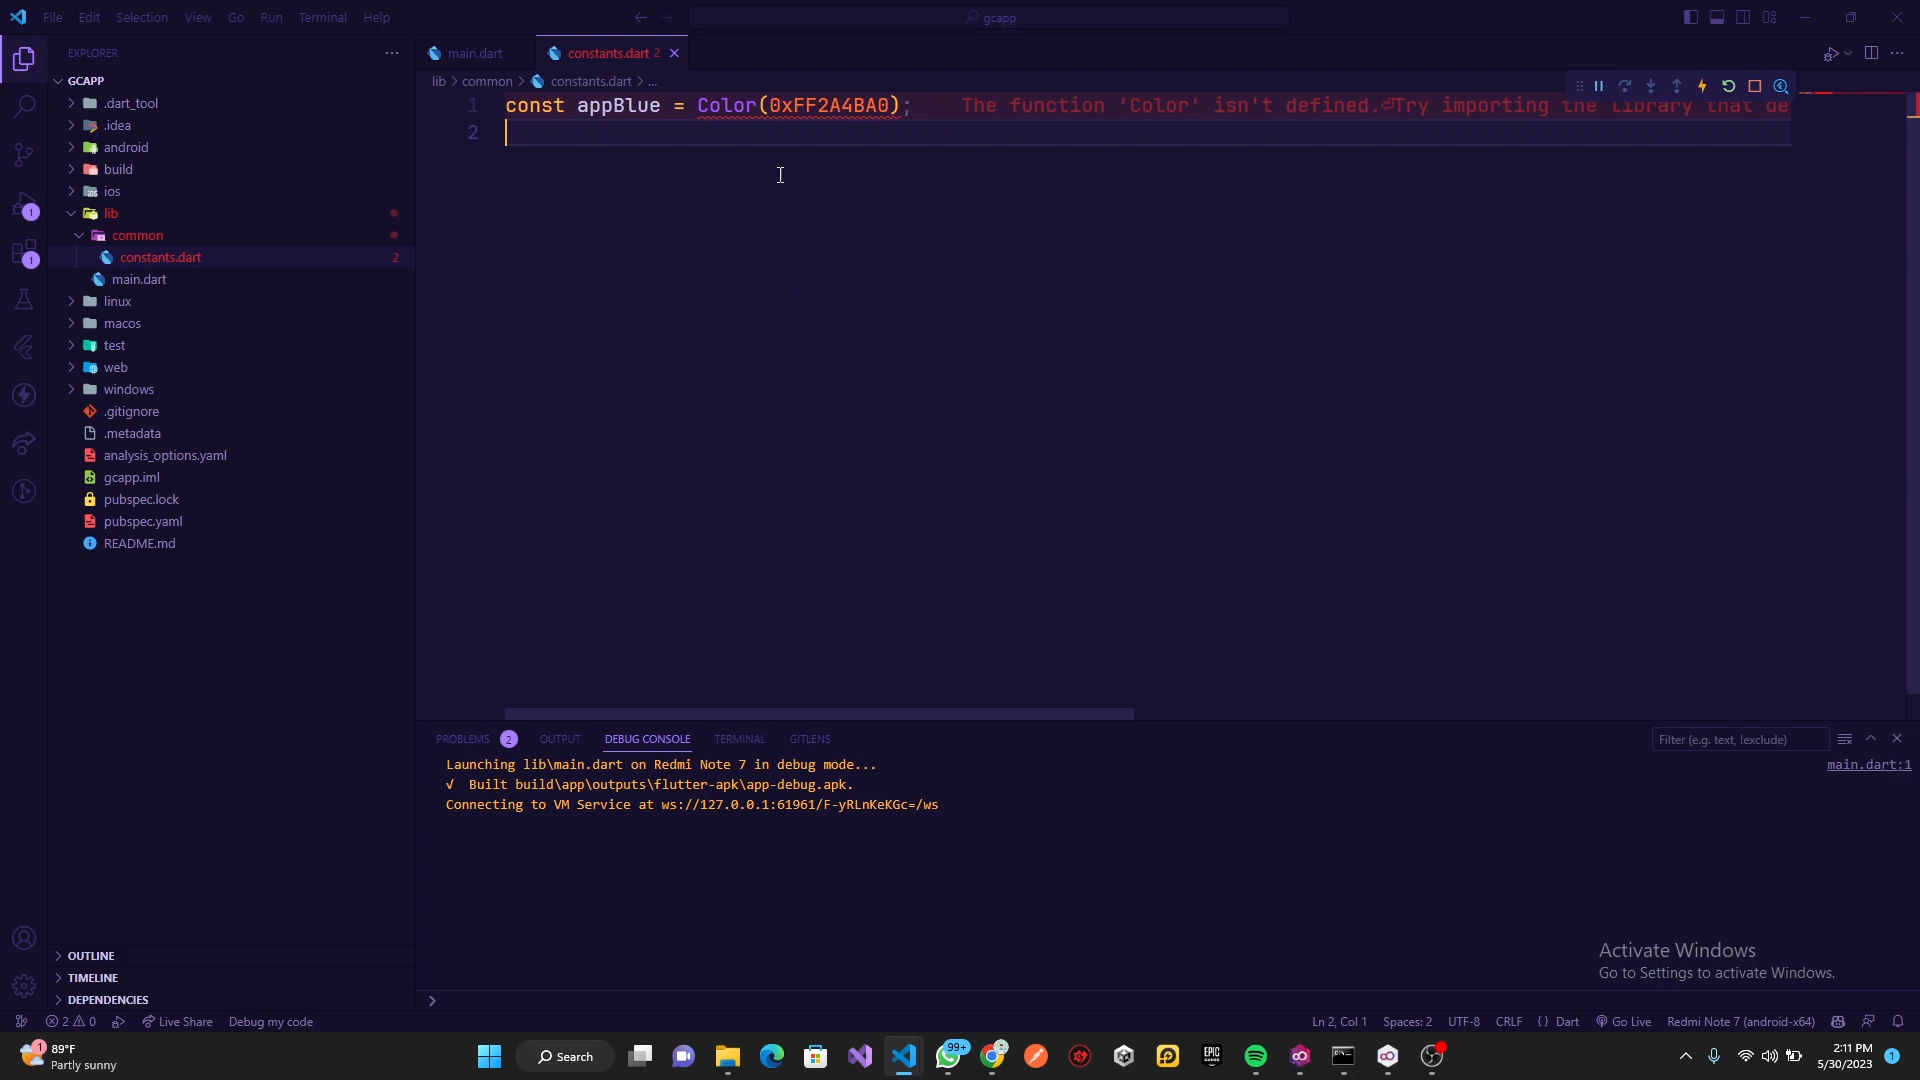 File Edit Selection View Go Run Terminal Help
gcapp
EXPLORER
main.dart
constants.dart 2
GCAPP
.dart_tool
.idea
android
build
ios
lib
common
constants.dart 2
main.dart
linux
macos
test
web
windows
.gitignore
.metadata
analysis_options.yaml
gcapp.iml
pubspec.lock
pubspec.yaml
README.md
OUTLINE
TIMELINE
DEPENDENCIES
lib > common > constants.dart > ...
1 const appBlue = Color(0xFF2A4BA0); The function 'Color' isn't defined.⏎Try importing the library that de
2
PROBLEMS 2 OUTPUT DEBUG CONSOLE TERMINAL GITLENS
Filter (e.g. text, !exclude)
Launching lib\main.dart on Redmi Note 7 in debug mode...
main.dart:1
√ Built build\app\outputs\flutter-apk\app-debug.apk.
Connecting to VM Service at ws://127.0.0.1:61961/F-yRLnKeKGc=/ws
Activate Windows
Go to Settings to activate Windows.
1
1
2 0 Live Share Debug my code
Ln 2, Col 1 Spaces: 2 UTF-8 CRLF {} Dart Go Live Redmi Note 7 (android-x64)
1
89°F
Partly sunny
Search
99+
EPIC GAMES
2:11 PM
5/30/2023
1